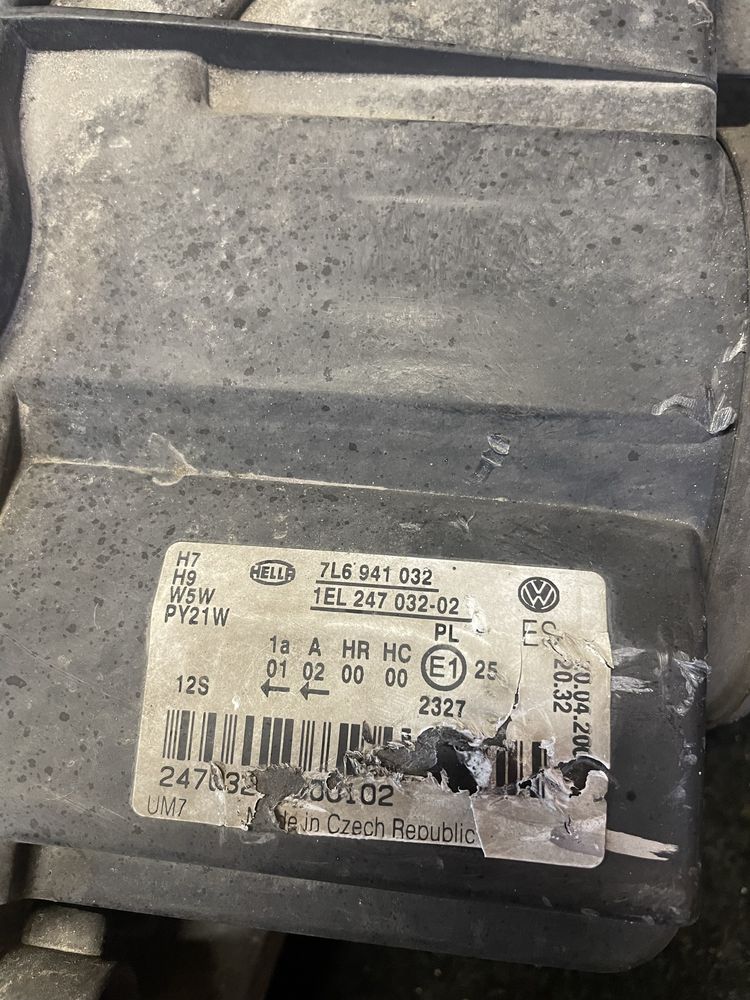 H7
H9
W5W
PY21W
HELLA
7L6 941 032
1EL 247 032-02
1a A HR HC
01 02 00 00
PL
E1
25
2327
12S
20.32
UM7
in Czech Republic